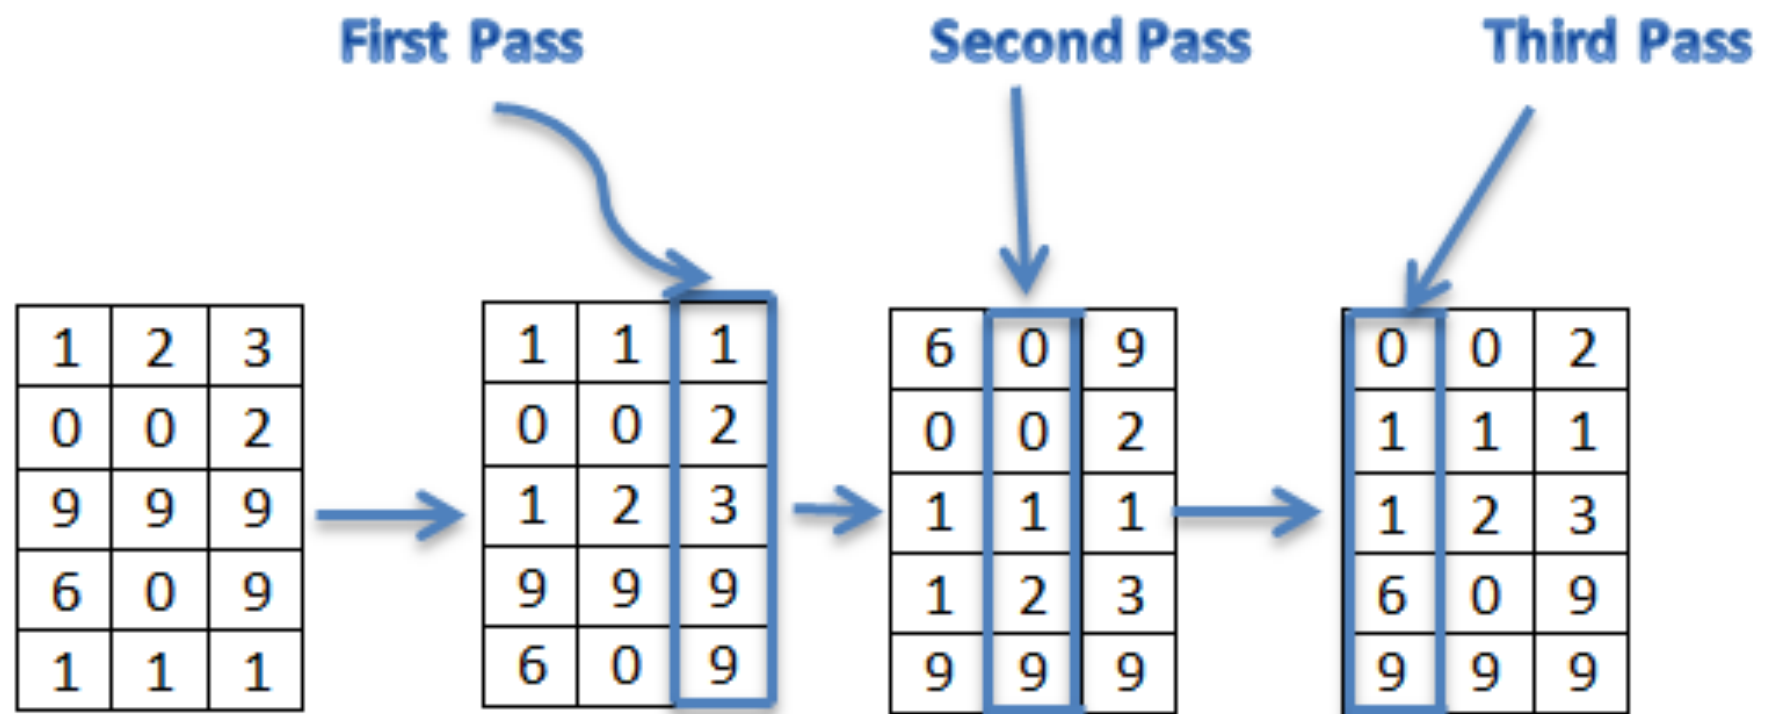 First Pass Second Pass Third Pass
1 2 3 1 1 1 6 0 9 0 0 2
0 0 2 0 0 2 0 0 2 1 1 1
9 9 9 1 2 3 1 1 1 1 2 3
6 0 9 9 9 9 1 2 3 6 0 9
1 1 1 6 0 9 9 9 9 9 9 9